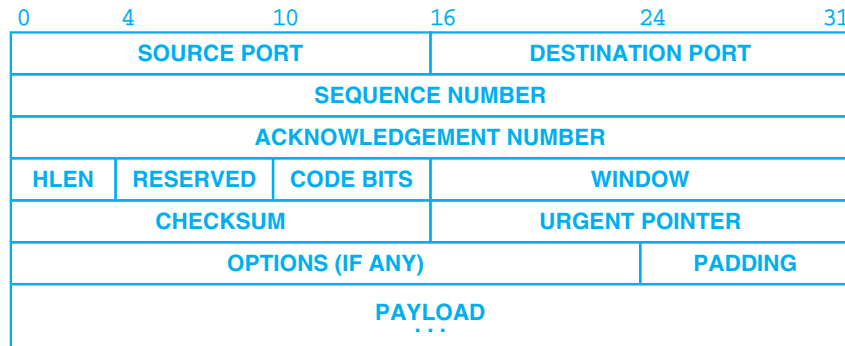 0 4 10 16 24 31
SOURCE PORT DESTINATION PORT
SEQUENCE NUMBER
ACKNOWLEDGEMENT NUMBER
HLEN RESERVED CODE BITS WINDOW
CHECKSUM URGENT POINTER
OPTIONS (IF ANY) PADDING
PAYLOAD
...